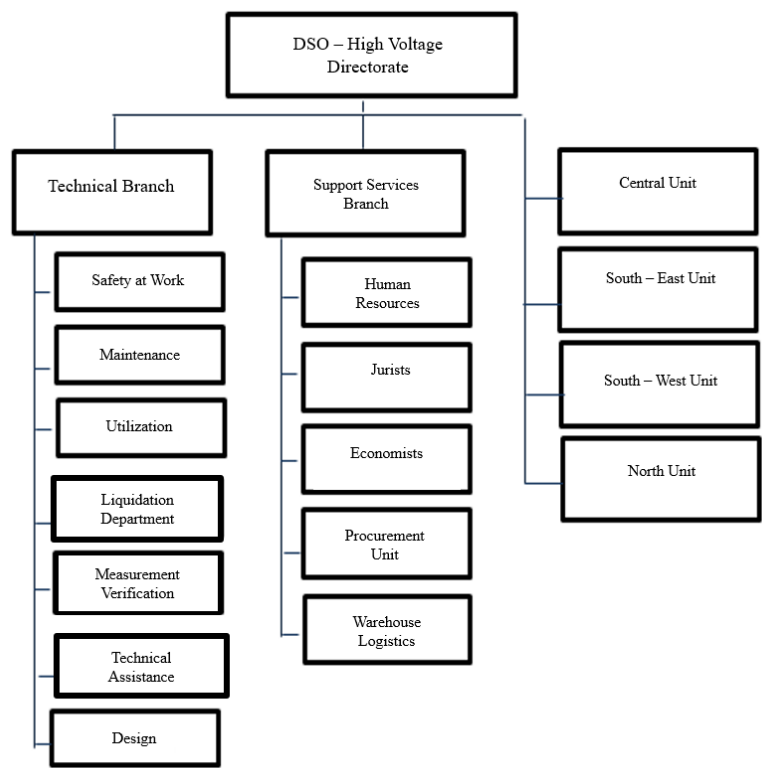 DSO – High Voltage
Directorate
Technical Branch
Safety at Work
Maintenance
Utilization
Liquidation
Department
Measurement
Verification
Technical
Assistance
Design
Support Services
Branch
Human
Resources
Jurists
Economists
Procurement
Unit
Warehouse
Logistics
Central Unit
South – East Unit
South – West Unit
North Unit